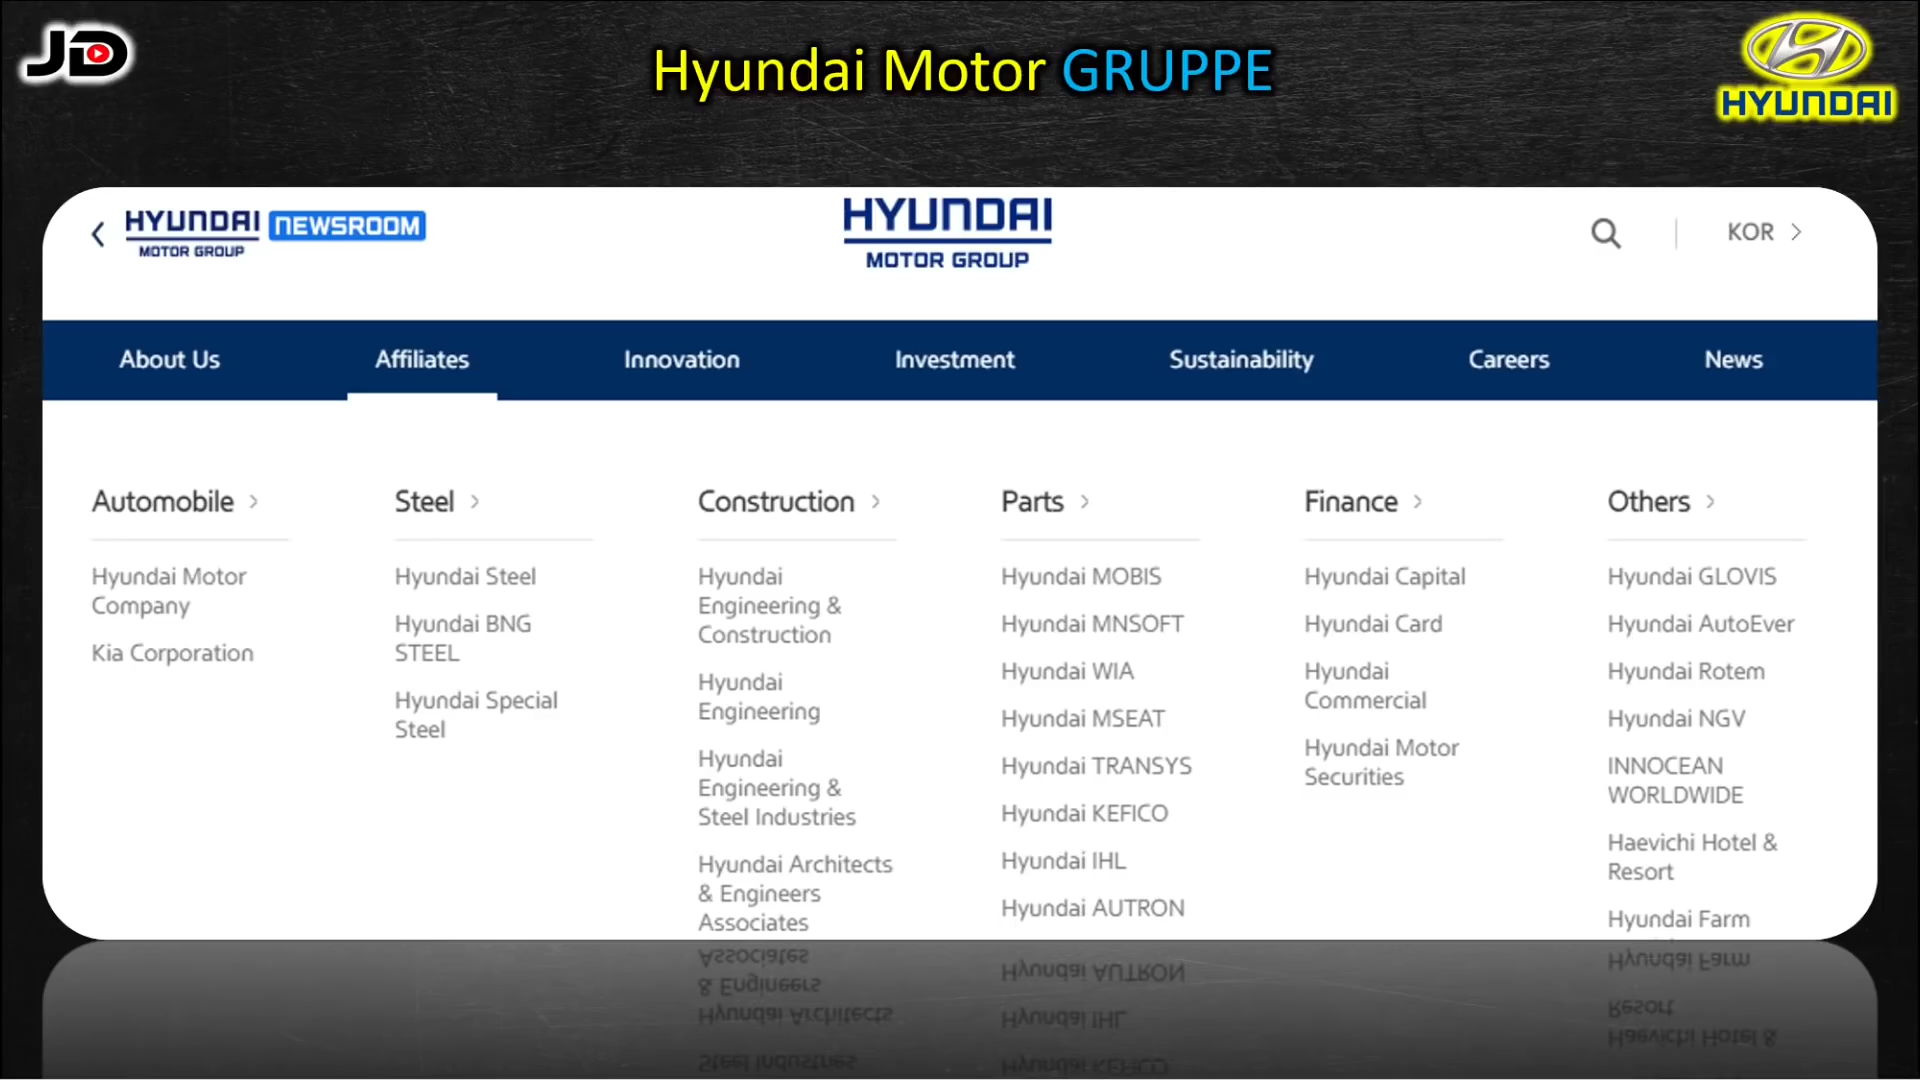 JD
Hyundai Motor GRUPPE
HYUNDAI
HYUNDAI NEWSROOM
MOTOR GROUP
HYUNDAI
MOTOR GROUP
KOR
About Us
Affiliates
Innovation
Investment
Sustainability
Careers
News
Automobile
Hyundai Motor
Company
Kia Corporation
Steel
Hyundai Steel
Hyundai BNG
STEEL
Hyundai Special
Steel
Construction
Hyundai
Engineering &
Construction
Hyundai
Engineering
Hyundai
Engineering &
Steel Industries
Hyundai Architects
& Engineers
Associates
Parts
Hyundai MOBIS
Hyundai MNSOFT
Hyundai WIA
Hyundai MSEAT
Hyundai TRANSYS
Hyundai KEFICO
Hyundai IHL
Hyundai AUTRON
Finance
Hyundai Capital
Hyundai Card
Hyundai
Commercial
Hyundai Motor
Securities
Others
Hyundai GLOVIS
Hyundai AutoEver
Hyundai Rotem
Hyundai NGV
INNOCEAN
WORLDWIDE
Haevichi Hotel &
Resort
Hyundai Farm